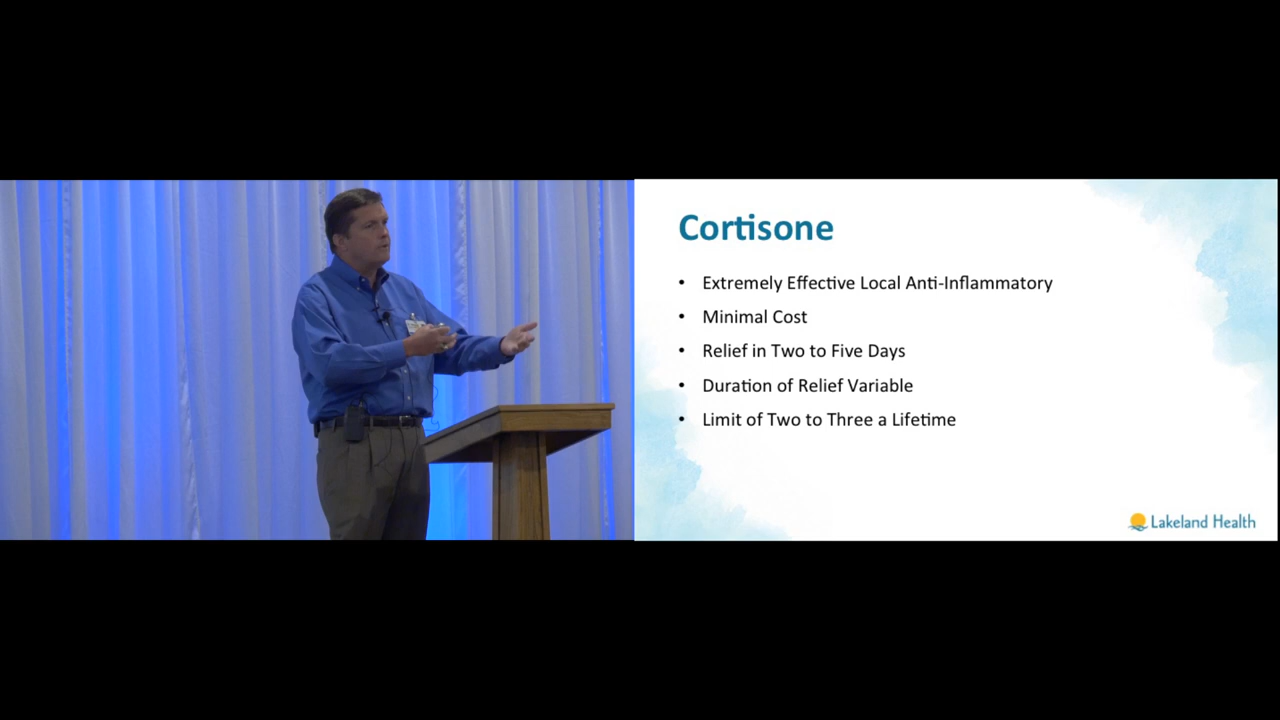 Cortisone
• Extremely Effective Local Anti-Inflammatory
• Minimal Cost
• Relief in Two to Five Days
• Duration of Relief Variable
• Limit of Two to Three a Lifetime
Lakeland Health